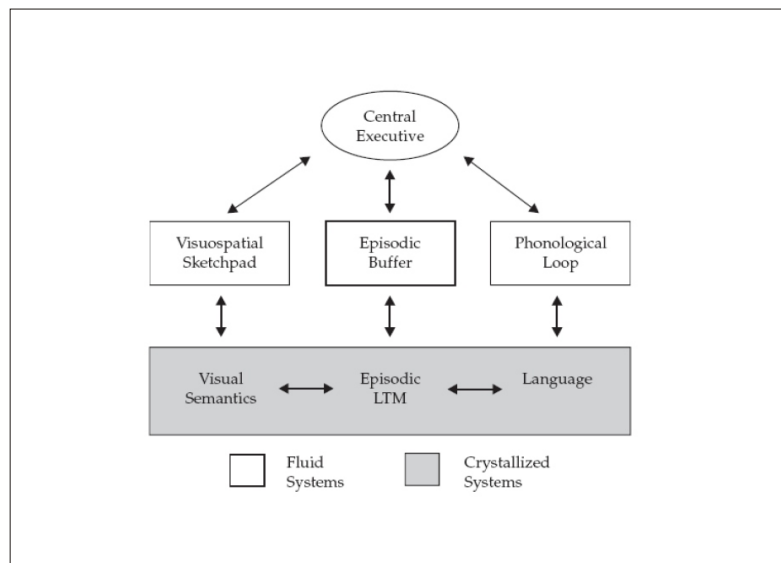 Central
Executive
Visuospatial
Sketchpad
Episodic
Buffer
Phonological
Loop
Visual
Semantics
Episodic
LTM
Language
Fluid
Systems
Crystallized
Systems